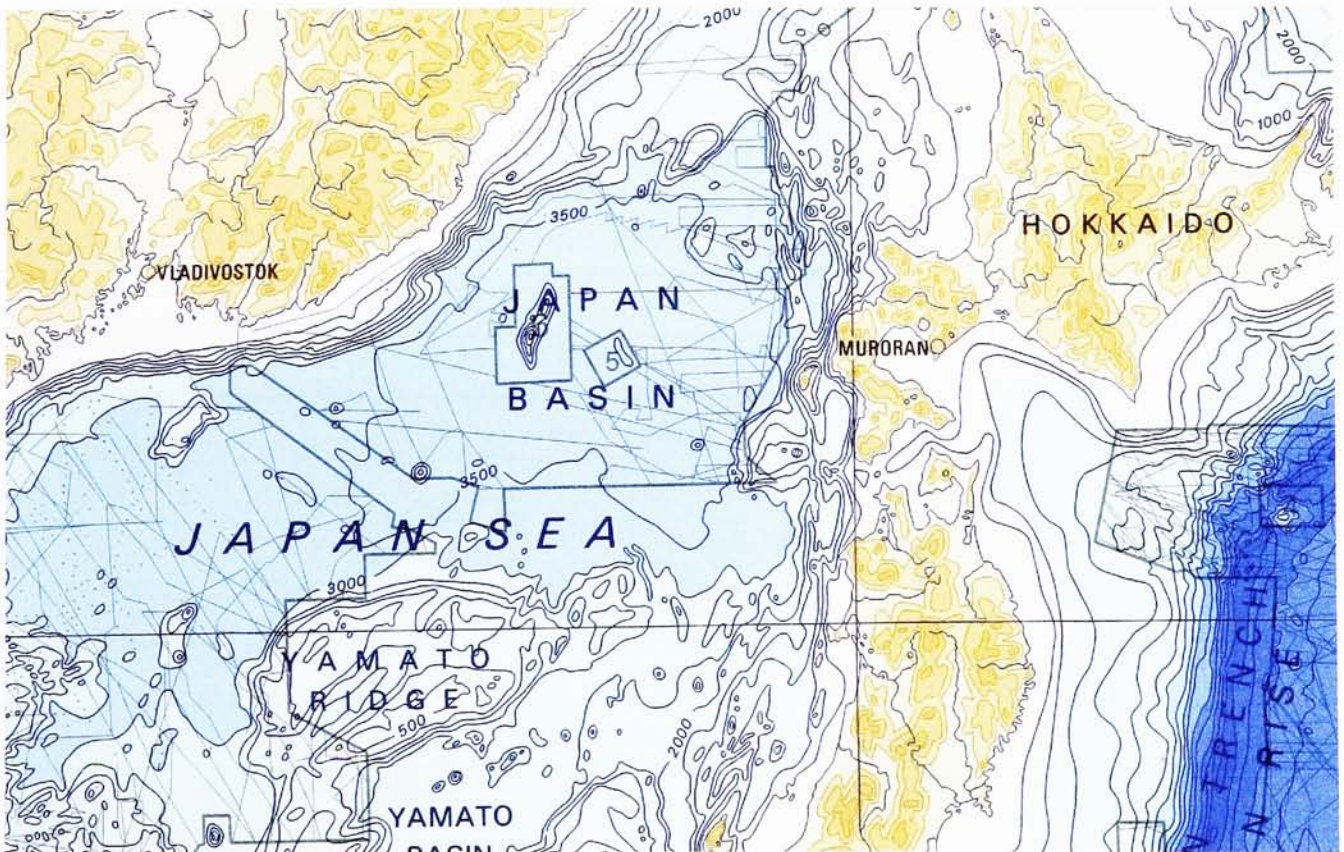 2000
2000
1000
3500
HOKKAIDO
VLADIVOSTOK
JAPAN
MURORAN
5
BASIN
3500
JAPAN SEA
3000
YAMATO
RIDGE
500
2000
TRENCH
RISE
YAMATO
BASIN